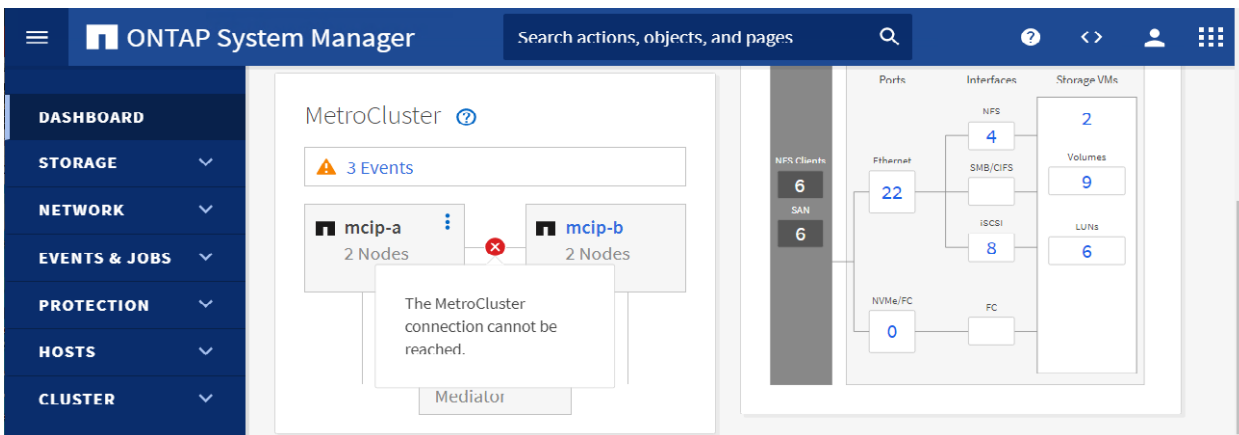 ONTAP System Manager
Search actions, objects, and pages
?
< >
DASHBOARD
STORAGE
NETWORK
EVENTS & JOBS
PROTECTION
HOSTS
CLUSTER
MetroCluster ?
3 Events
mcip-a
2 Nodes
mcip-b
2 Nodes
The MetroCluster
connection cannot be
reached.
Mediator
Ports
Interfaces
Storage VMs
NFS Clients
6
SAN
6
Ethernet
22
NVMe/FC
0
NFS
4
SMB/CIFS
iSCSI
8
FC
2
Volumes
9
LUNs
6